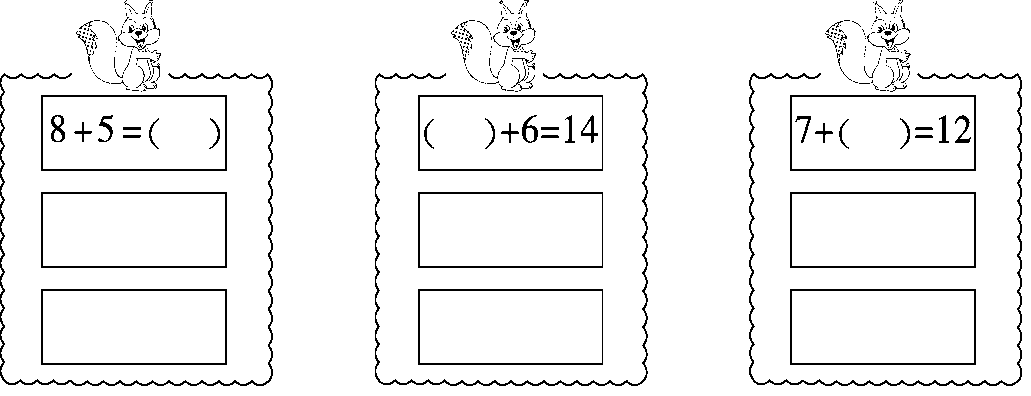 8+5=(  )
(  )+6=14
7+(  )=12